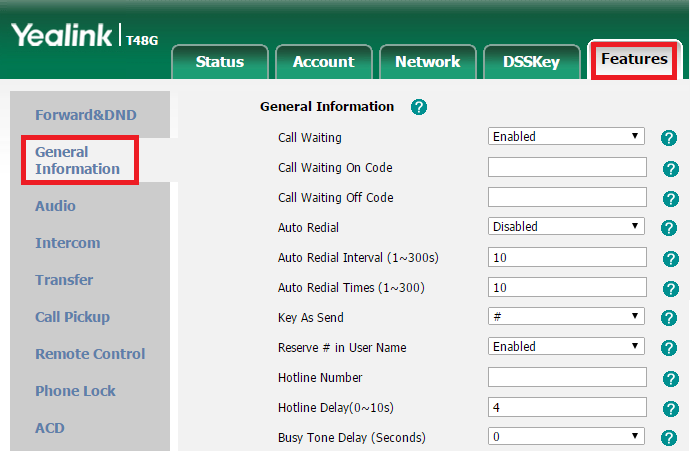 Yealink | T48G
Status
Account
Network
DSSKey
Features
Forward&DND
General
Information
Audio
Intercom
Transfer
Call Pickup
Remote Control
Phone Lock
ACD
General Information ?
Call Waiting Enabled ?
Call Waiting On Code ?
Call Waiting Off Code ?
Auto Redial Disabled ?
Auto Redial Interval (1~300s) 10 ?
Auto Redial Times (1~300) 10 ?
Key As Send # ?
Reserve # in User Name Enabled ?
Hotline Number ?
Hotline Delay(0~10s) 4 ?
Busy Tone Delay (Seconds) 0 ?